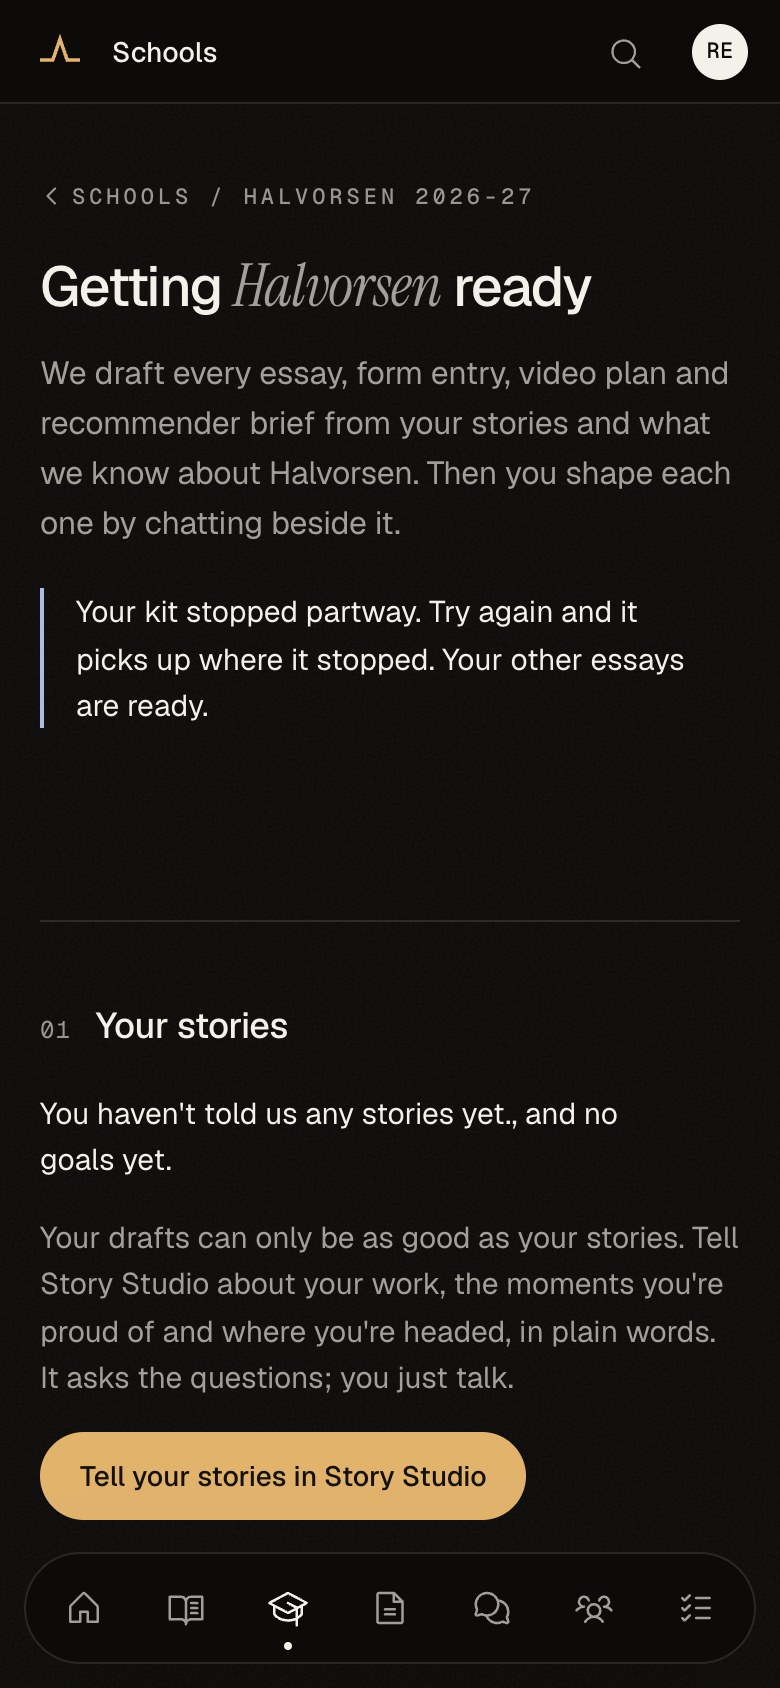 Schools
RE
SCHOOLS / HALVORSEN 2026-27
Getting Halvorsen ready
We draft every essay, form entry, video plan and
recommender brief from your stories and what
we know about Halvorsen. Then you shape each
one by chatting beside it.
Your kit stopped partway. Try again and it
picks up where it stopped. Your other essays
are ready.
01 Your stories
You haven't told us any stories yet., and no
goals yet.
Your drafts can only be as good as your stories. Tell
Story Studio about your work, the moments you're
proud of and where you're headed, in plain words.
It asks the questions; you just talk.
Tell your stories in Story Studio